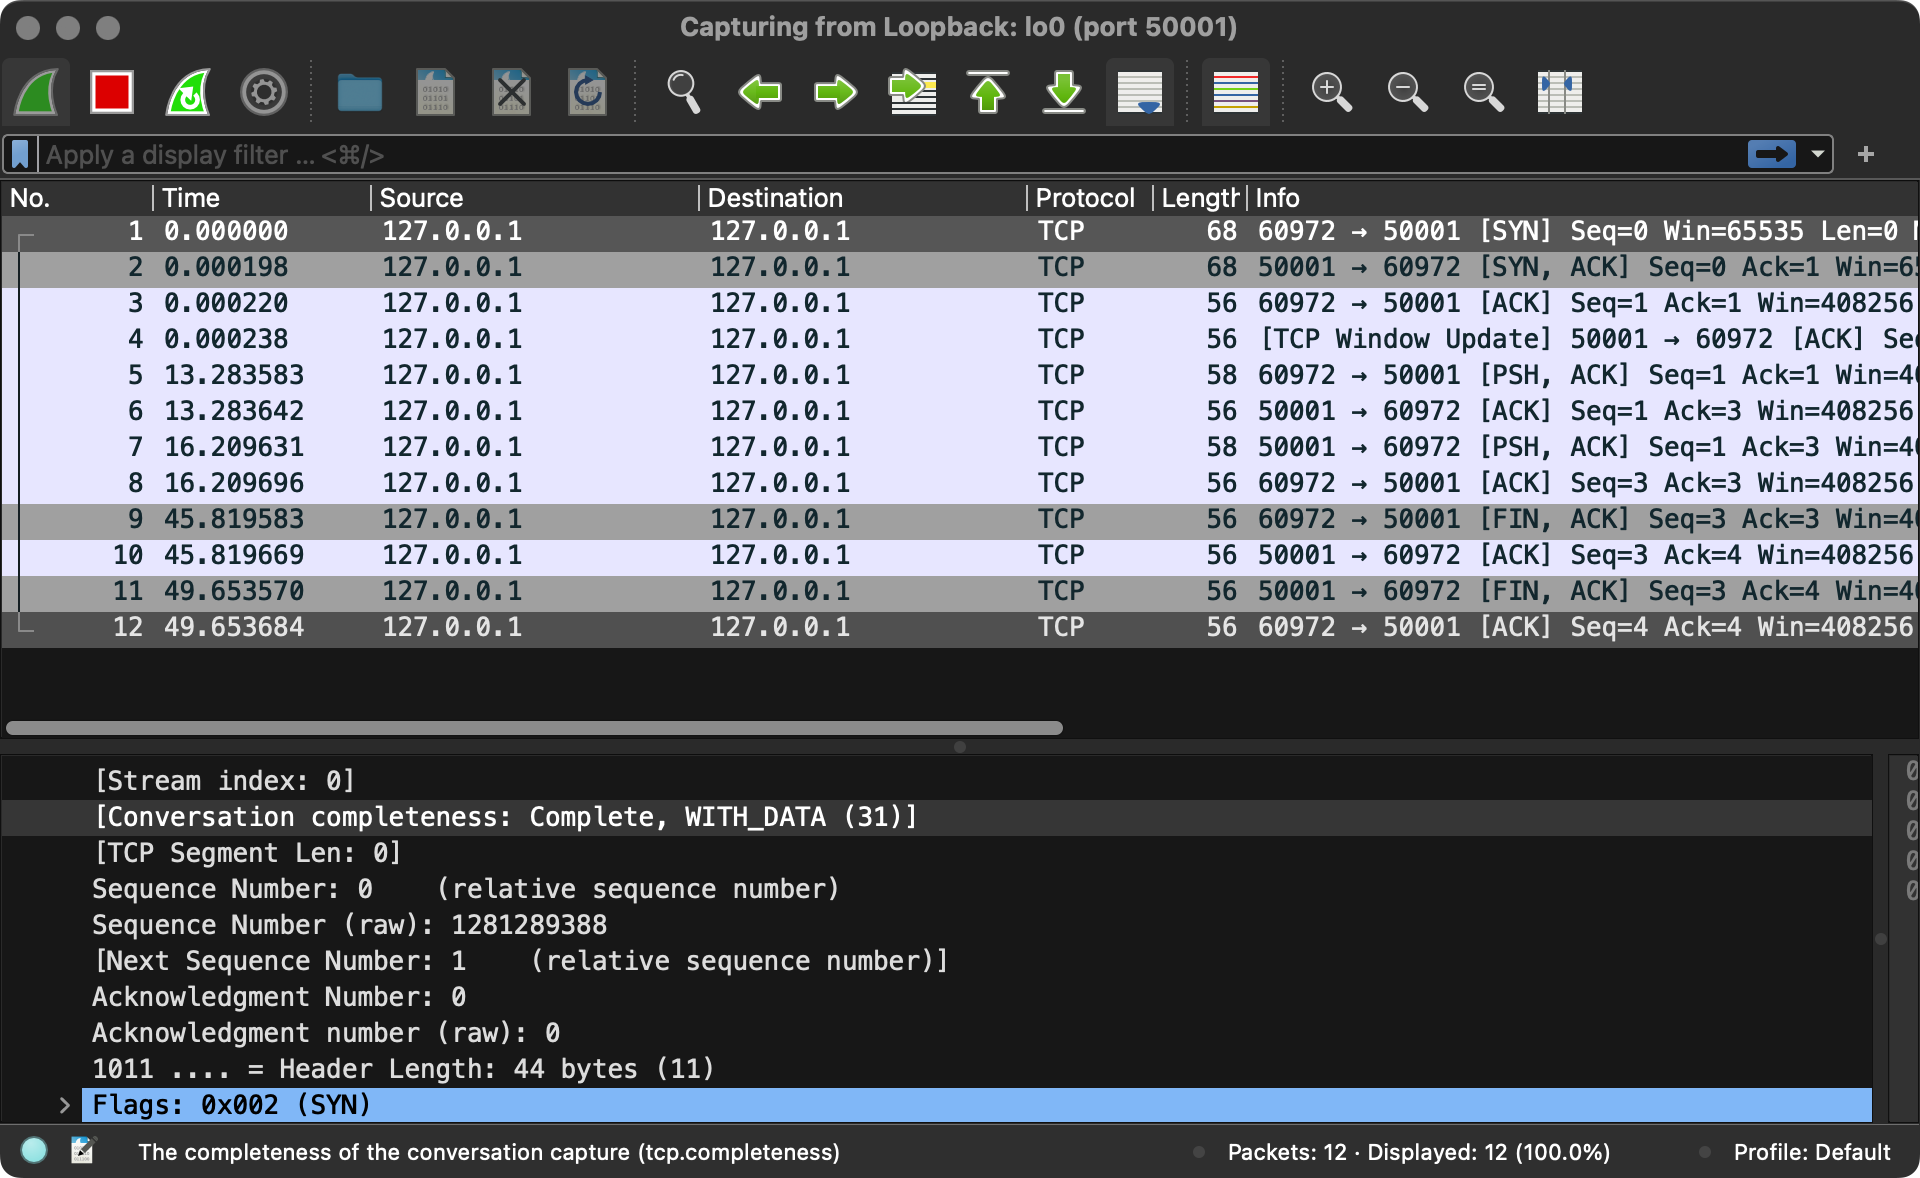 Capturing from Loopback: lo0 (port 50001)
Apply a display filter ... <⌘/>
No. Time Source Destination Protocol Length Info
1 0.000000 127.0.0.1 127.0.0.1 TCP 68 60972 → 50001 [SYN] Seq=0 Win=65535 Len=0
2 0.000198 127.0.0.1 127.0.0.1 TCP 68 50001 → 60972 [SYN, ACK] Seq=0 Ack=1 Win=65
3 0.000220 127.0.0.1 127.0.0.1 TCP 56 60972 → 50001 [ACK] Seq=1 Ack=1 Win=408256
4 0.000238 127.0.0.1 127.0.0.1 TCP 56 [TCP Window Update] 50001 → 60972 [ACK] Se
5 13.283583 127.0.0.1 127.0.0.1 TCP 58 60972 → 50001 [PSH, ACK] Seq=1 Ack=1 Win=40
6 13.283642 127.0.0.1 127.0.0.1 TCP 56 50001 → 60972 [ACK] Seq=1 Ack=3 Win=408256
7 16.209631 127.0.0.1 127.0.0.1 TCP 58 50001 → 60972 [PSH, ACK] Seq=1 Ack=3 Win=40
8 16.209696 127.0.0.1 127.0.0.1 TCP 56 60972 → 50001 [ACK] Seq=3 Ack=3 Win=408256
9 45.819583 127.0.0.1 127.0.0.1 TCP 56 60972 → 50001 [FIN, ACK] Seq=3 Ack=3 Win=40
10 45.819669 127.0.0.1 127.0.0.1 TCP 56 50001 → 60972 [ACK] Seq=3 Ack=4 Win=408256
11 49.653570 127.0.0.1 127.0.0.1 TCP 56 50001 → 60972 [FIN, ACK] Seq=3 Ack=4 Win=40
12 49.653684 127.0.0.1 127.0.0.1 TCP 56 60972 → 50001 [ACK] Seq=4 Ack=4 Win=408256
[Stream index: 0]
[Conversation completeness: Complete, WITH_DATA (31)]
[TCP Segment Len: 0]
Sequence Number: 0 (relative sequence number)
Sequence Number (raw): 1281289388
[Next Sequence Number: 1 (relative sequence number)]
Acknowledgment Number: 0
Acknowledgment number (raw): 0
1011 .... = Header Length: 44 bytes (11)
Flags: 0x002 (SYN)
The completeness of the conversation capture (tcp.completeness)
Packets: 12 · Displayed: 12 (100.0%)
Profile: Default